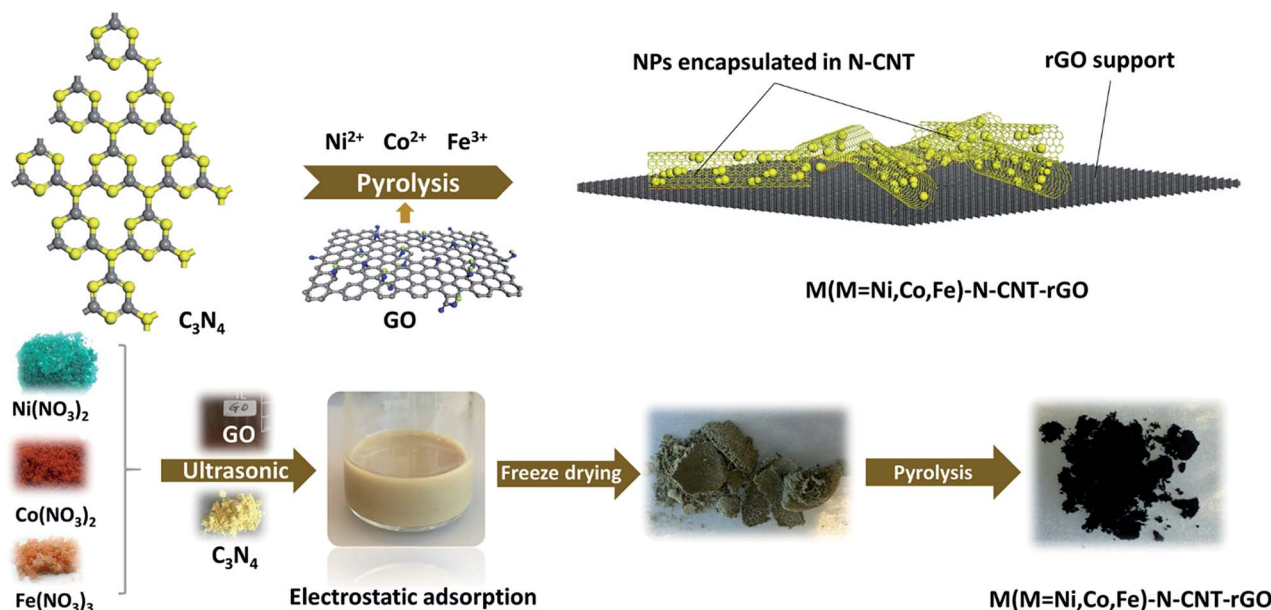 NPs encapsulated in N-CNT
rGO support
Ni²⁺ Co²⁺ Fe³⁺
Pyrolysis
GO
C₃N₄
M(M=Ni,Co,Fe)-N-CNT-rGO
Ni(NO₃)₂
Co(NO₃)₂
Fe(NO₃)₃
GO
GO
Ultrasonic
C₃N₄
Electrostatic adsorption
Freeze drying
Pyrolysis
M(M=Ni,Co,Fe)-N-CNT-rGO